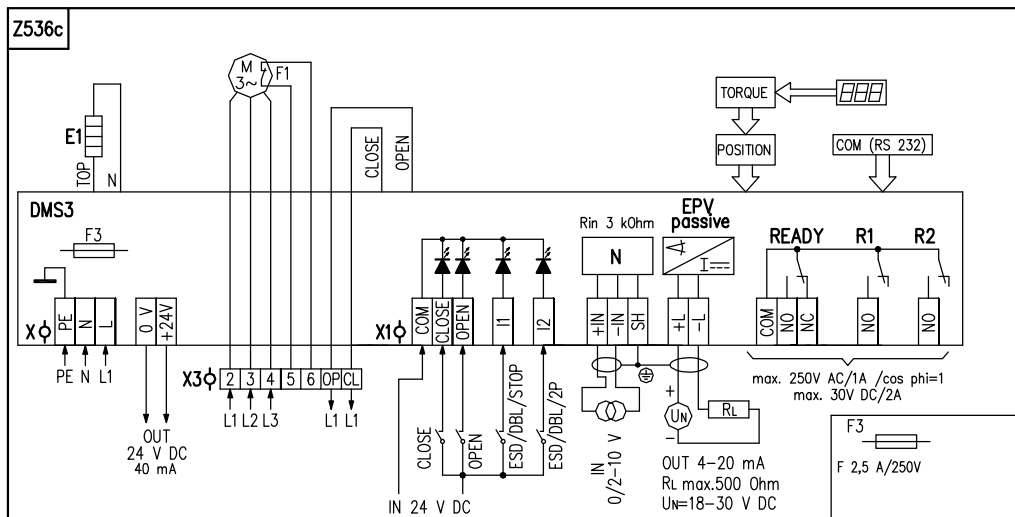 Z536c
M
3~
F1
E1
TOP
N
CLOSE
OPEN
TORQUE
POSITION
COM (RS 232)
DMS3
F3
Rin 3 kOhm
N
EPV
passive
I
READY
R1
R2
X
PE
N
L
0 V
+24V
X1
COM
CLOSE
OPEN
I1
I2
+IN
-IN
SH
+L
-L
COM
NO
NC
NO
NO
PE N L1
X3
2 3 4 5 6 OP CL
L1 L2 L3
L1 L1
OUT
24 V DC
40 mA
CLOSE
OPEN
ESD/DBL/STOP
ESD/DBL/2P
IN 24 V DC
IN
0/2-10 V
+
UN
-
RL
OUT 4-20 mA
RL max.500 Ohm
UN=18-30 V DC
max. 250V AC/1A /cos phi=1
max. 30V DC/2A
F3
F 2,5 A/250V